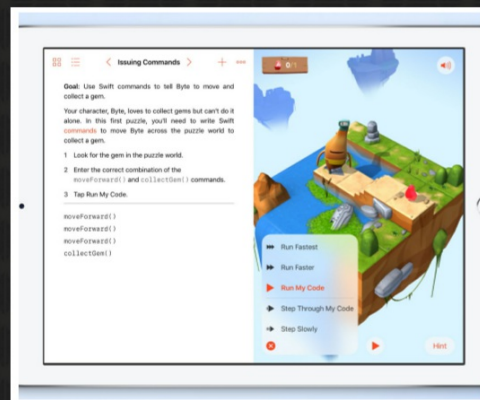 Issuing Commands
0/1
Goal: Use Swift commands to tell Byte to move and
collect a gem.
Your character, Byte, loves to collect gems but can't do it
alone. In this first puzzle, you'll need to write Swift
commands to move Byte across the puzzle world to
collect a gem.
1 Look for the gem in the puzzle world.
2 Enter the correct combination of the
moveForward() and collectGem() commands.
3 Tap Run My Code.
moveForward()
moveForward()
moveForward()
collectGem()
Run Fastest
Run Faster
Run My Code
Step Through My Code
Step Slowly
Hint